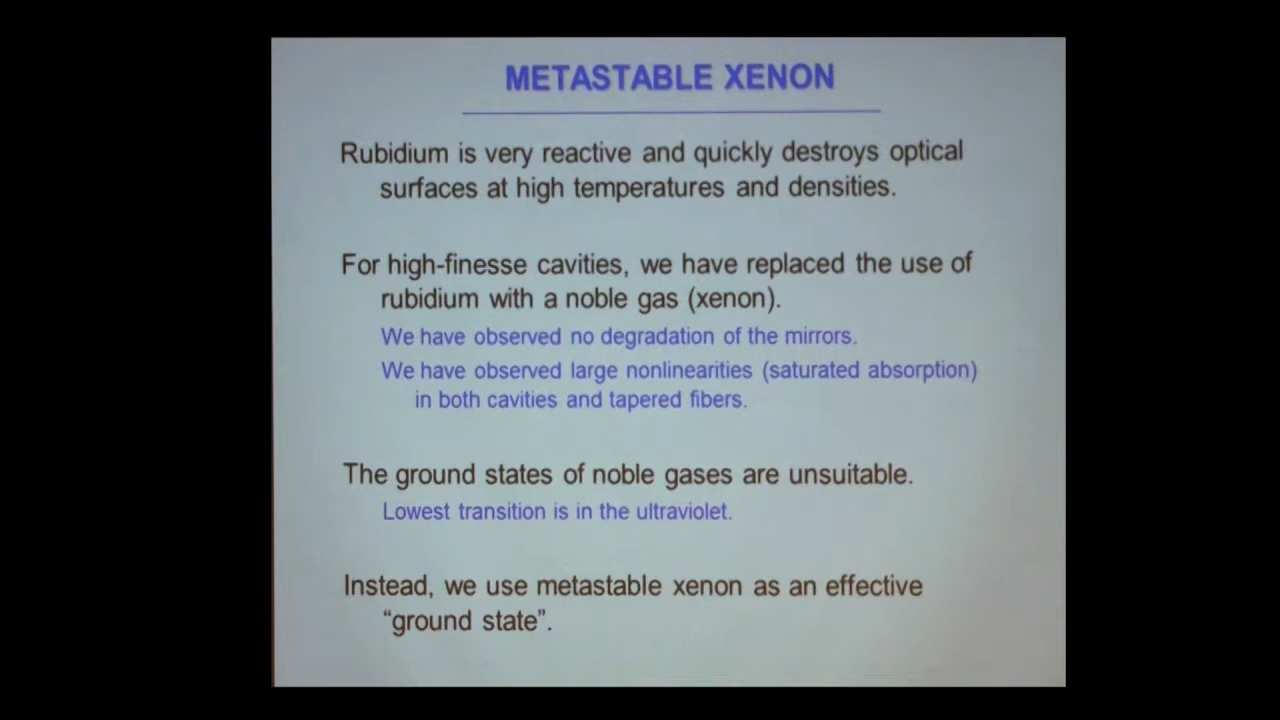 METASTABLE XENON
Rubidium is very reactive and quickly destroys optical
surfaces at high temperatures and densities.
For high-finesse cavities, we have replaced the use of
rubidium with a noble gas (xenon).
We have observed no degradation of the mirrors.
We have observed large nonlinearities (saturated absorption)
in both cavities and tapered fibers.
The ground states of noble gases are unsuitable.
Lowest transition is in the ultraviolet.
Instead, we use metastable xenon as an effective
“ground state”.